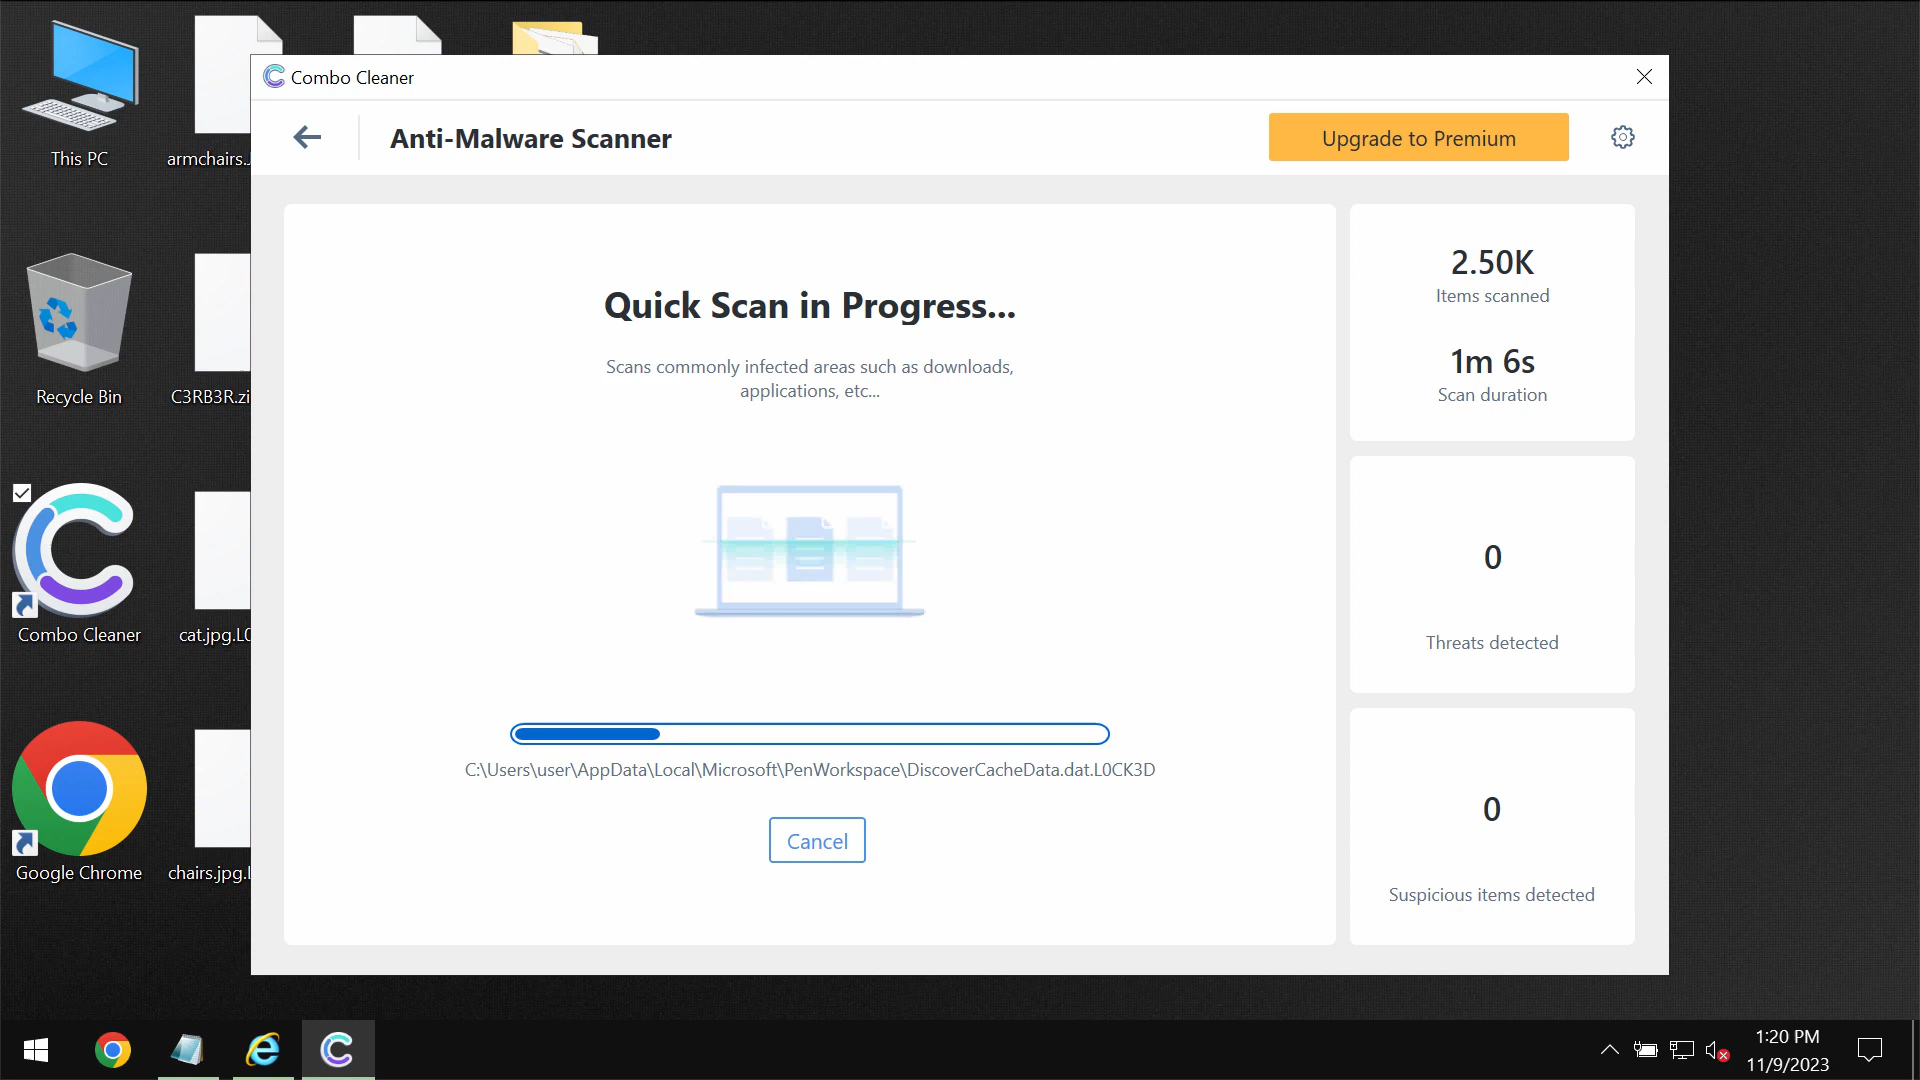 This PC
armchairs.
Recycle Bin
C3RB3R.zi
Combo Cleaner
cat.jpg.L0
Google Chrome
chairs.jpg.
Combo Cleaner
Anti-Malware Scanner
Upgrade to Premium
Quick Scan in Progress...
Scans commonly infected areas such as downloads,
applications, etc...
C:\Users\user\AppData\Local\Microsoft\PenWorkspace\DiscoverCacheData.dat.L0CK3D
Cancel
2.50K
Items scanned
1m 6s
Scan duration
0
Threats detected
0
Suspicious items detected
1:20 PM
11/9/2023